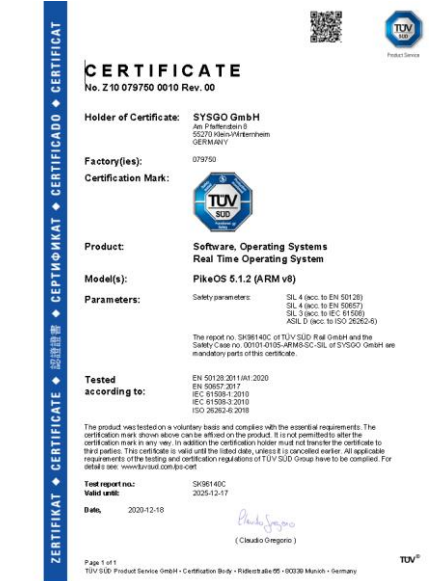 TÜV
SÜD
Product Service
CERTIFICATE
No. Z10 079750 0010 Rev. 00
Holder of Certificate: SYSGO GmbH
Am Pfaffenstein 8
55270 Klein-Winternheim
GERMANY
Factory(ies): 079750
Certification Mark:
TÜV
SÜD
Product: Software, Operating Systems
Real Time Operating System
Model(s): PikeOS 5.1.2 (ARM v8)
Parameters: Safety parameters: SIL 4 (acc. to EN 50128)
SIL 4 (acc. to EN 50657)
SIL 3 (acc. to IEC 61508)
ASIL D (acc. to ISO 26262-6)
The report no. SK96140C of TÜV SÜD Rail GmbH and the
Safety Case no. 00101-0105-ARM8-SC-SIL of SYSGO GmbH are
mandatory parts of this certificate.
Tested
according to:
EN 50128:2011/A1:2020
EN 50657:2017
IEC 61508-1:2010
IEC 61508-3:2010
ISO 26262-6:2018
The product was tested on a voluntary basis and complies with the essential requirements. The
certification mark shown above can be affixed on the product. It is not permitted to alter the
certification mark in any way. In addition the certification holder must not transfer the certificate to
third parties. This certificate is valid until the listed date, unless it is cancelled earlier. All applicable
requirements of the testing and certification regulations of TÜV SÜD Group have to be complied. For
details see: www.tuvsud.com/ps-cert
Test report no.: SK96140C
Valid until: 2025-12-17
Date, 2020-12-18
( Claudio Gregorio )
Page 1 of 1
TÜV SÜD Product Service GmbH • Certification Body • Ridlerstraße 65 • 80339 Munich • Germany
TÜV®
ZERTIFIKAT ◆ CERTIFICATE ◆ 認證證書 ◆ СЕРТИФИКАТ ◆ CERTIFICADO ◆ CERTIFICAT